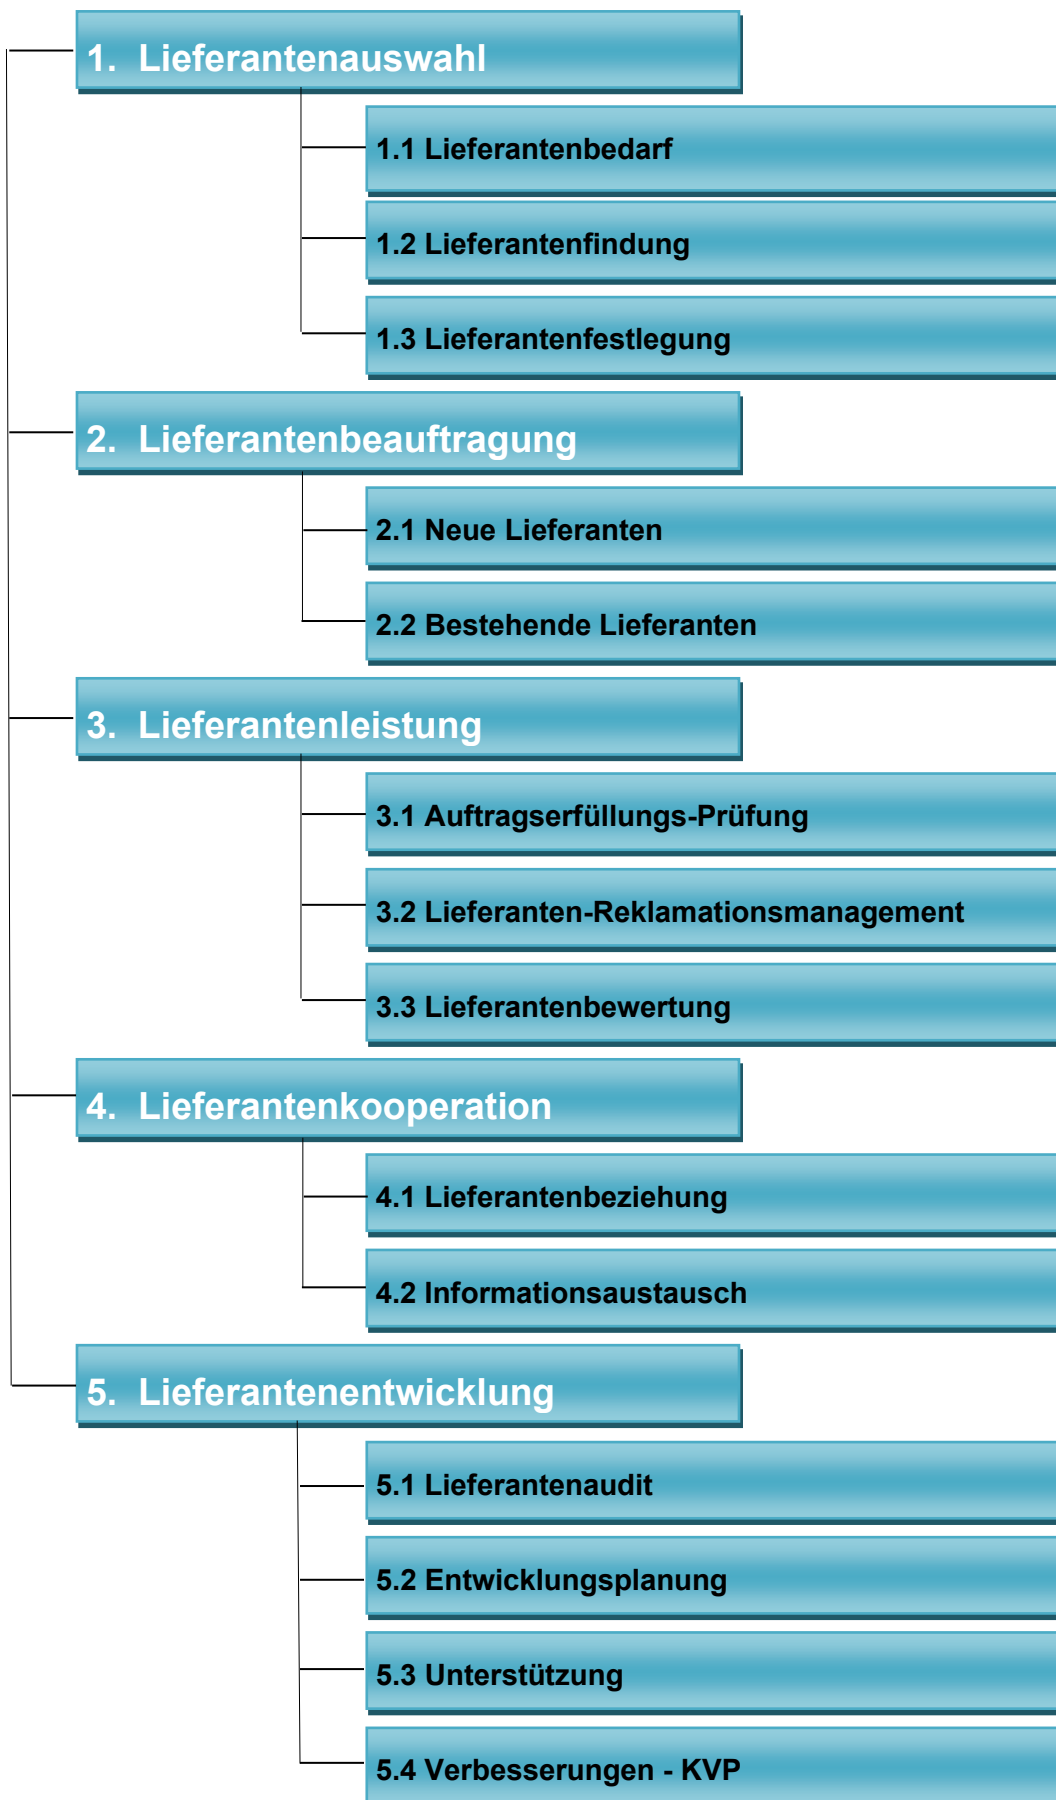 1. Lieferantenauswahl
1.1 Lieferantenbedarf
1.2 Lieferantenfindung
1.3 Lieferantenfestlegung
2. Lieferantenbeauftragung
2.1 Neue Lieferanten
2.2 Bestehende Lieferanten
3. Lieferantenleistung
3.1 Auftragserfüllungs-Prüfung
3.2 Lieferanten-Reklamationsmanagement
3.3 Lieferantenbewertung
4. Lieferantenkooperation
4.1 Lieferantenbeziehung
4.2 Informationsaustausch
5. Lieferantenentwicklung
5.1 Lieferantenaudit
5.2 Entwicklungsplanung
5.3 Unterstützung
5.4 Verbesserungen - KVP